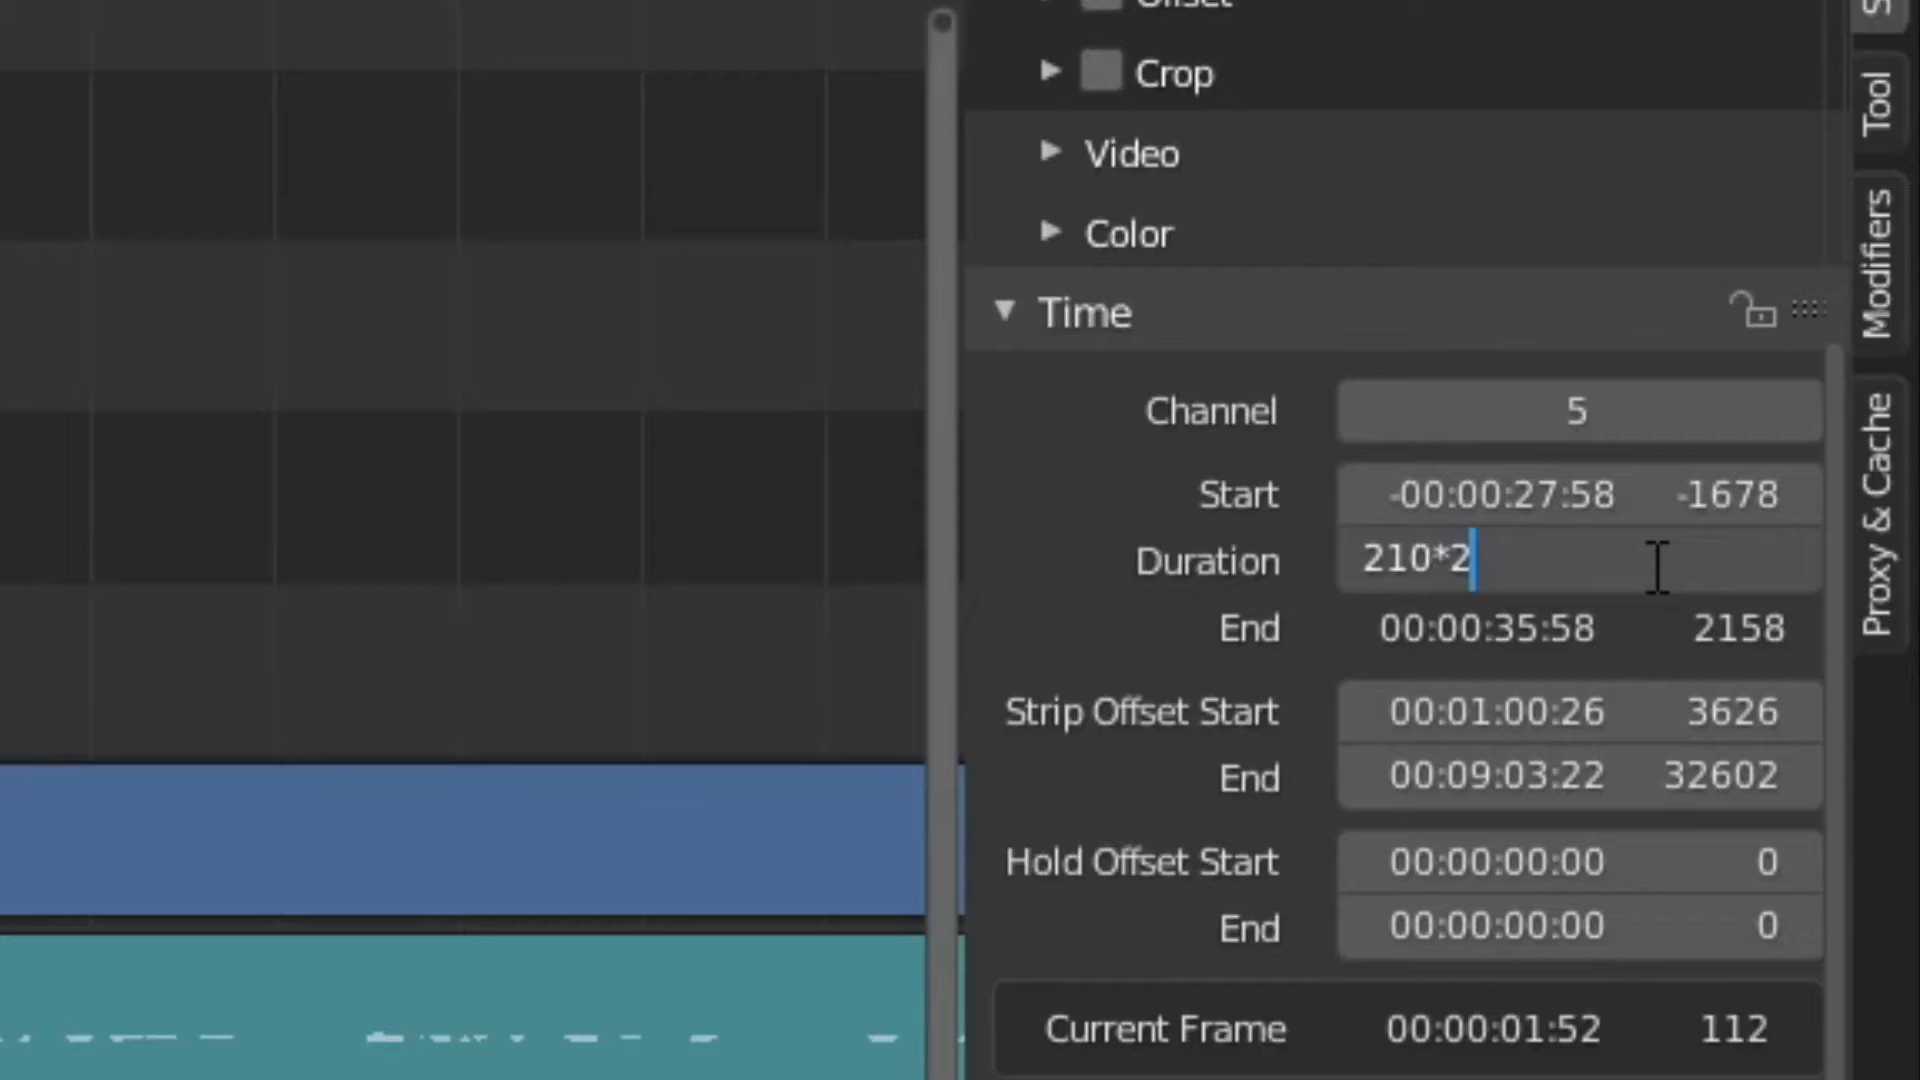 Offset
Crop
Video
Color
Time
Channel 5
Start -00:00:27:58 -1678
Duration 210*2
End 00:00:35:58 2158
Strip Offset Start 00:01:00:26 3626
End 00:09:03:22 32602
Hold Offset Start 00:00:00:00 0
End 00:00:00:00 0
Current Frame 00:00:01:52 112
Tool
Modifiers
Proxy & Cache